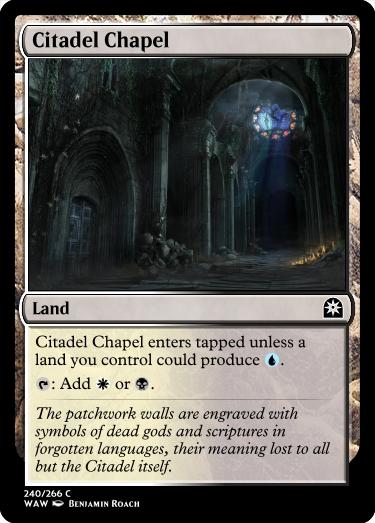 Citadel Chapel
Land
Citadel Chapel enters tapped unless a
land you control could produce .
: Add or .
The patchwork walls are engraved with
symbols of dead gods and scriptures in
forgotten languages, their meaning lost to all
but the Citadel itself.
240/266 C
WAW Benjamin Roach